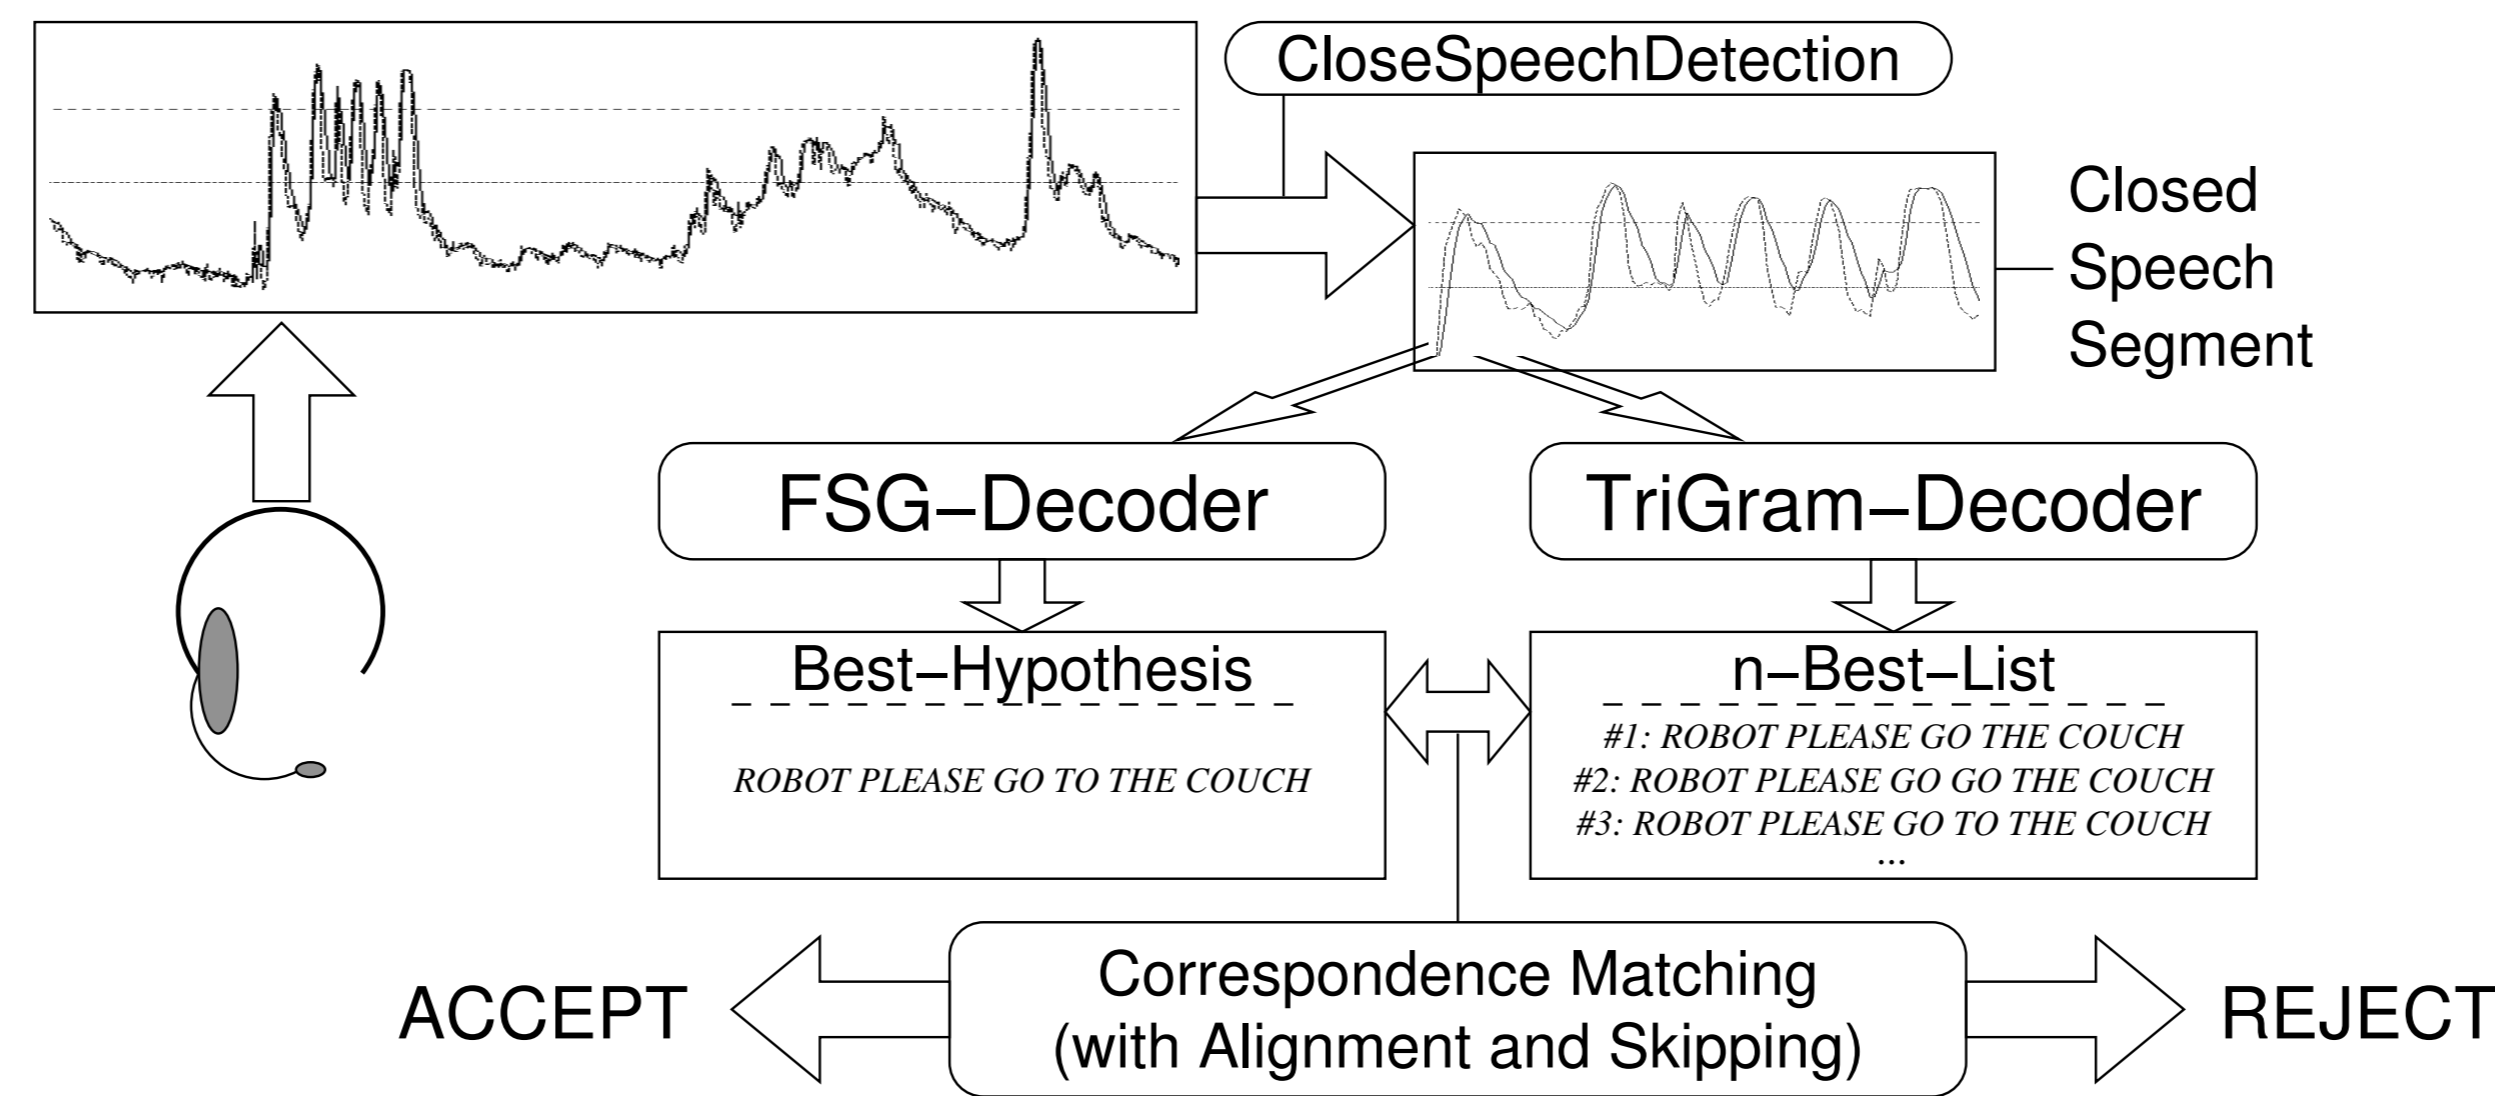 CloseSpeechDetection
Closed
Speech
Segment
FSG–Decoder
TriGram–Decoder
Best–Hypothesis
ROBOT PLEASE GO TO THE COUCH
n–Best–List
#1: ROBOT PLEASE GO THE COUCH
#2: ROBOT PLEASE GO GO THE COUCH
#3: ROBOT PLEASE GO TO THE COUCH
...
ACCEPT
Correspondence Matching
(with Alignment and Skipping)
REJECT